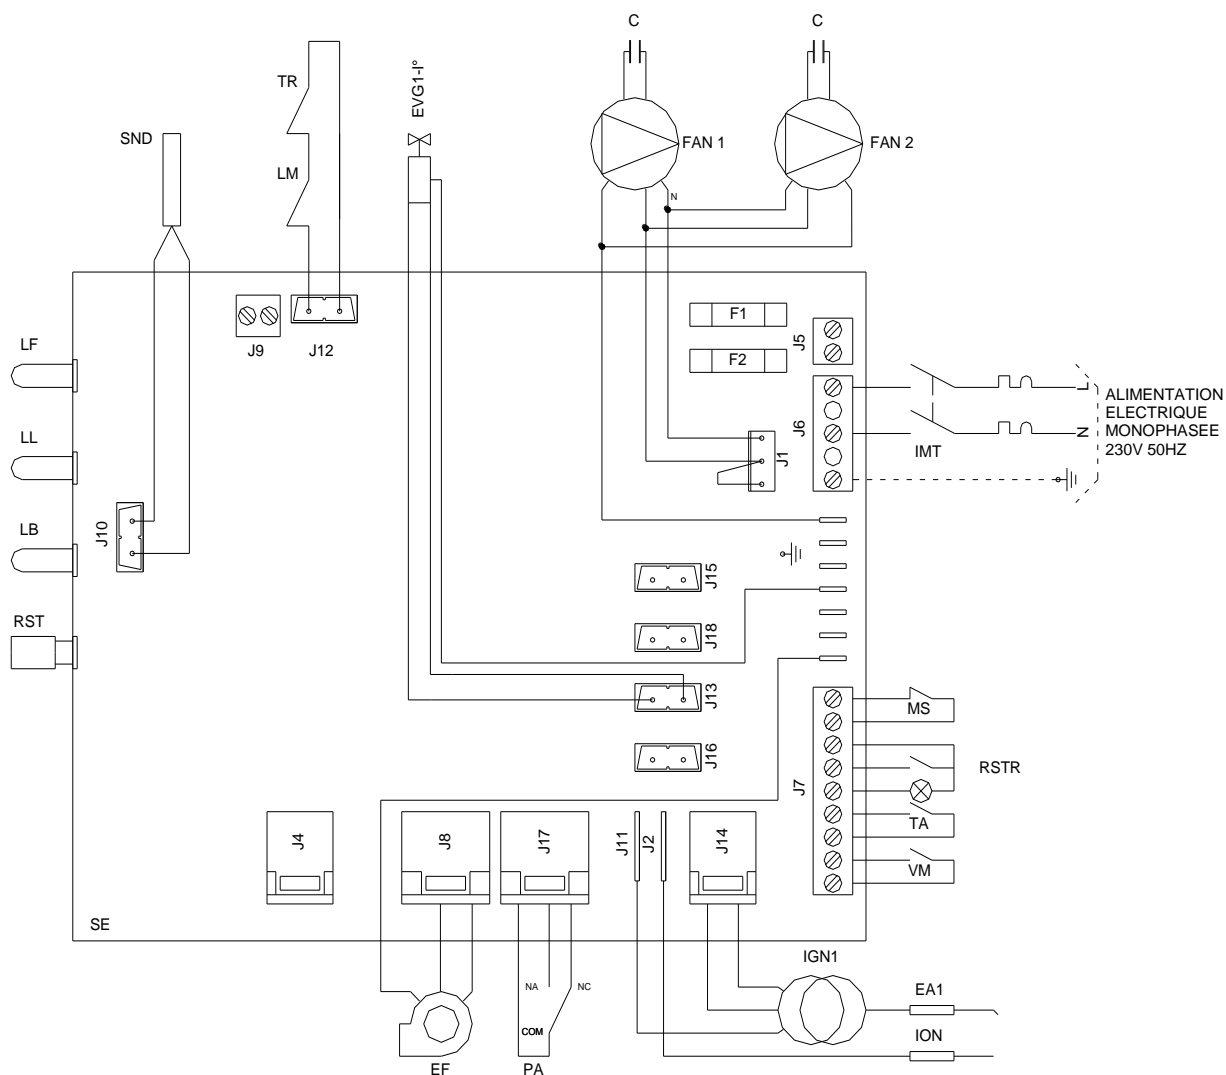 C
C
TR
EVG1-I°
SND
FAN 1
FAN 2
LM
N
F1
J5
F2
J9
J12
LF
L
ALIMENTATION
ELECTRIQUE
MONOPHASEE
230V 50HZ
J6
N
IMT
LL
J1
J10
LB
J15
RST
J18
J13
MS
J16
RSTR
J7
TA
J4
J8
J17
J11
J2
J14
VM
SE
IGN1
NA
NC
EA1
COM
ION
EF
PA